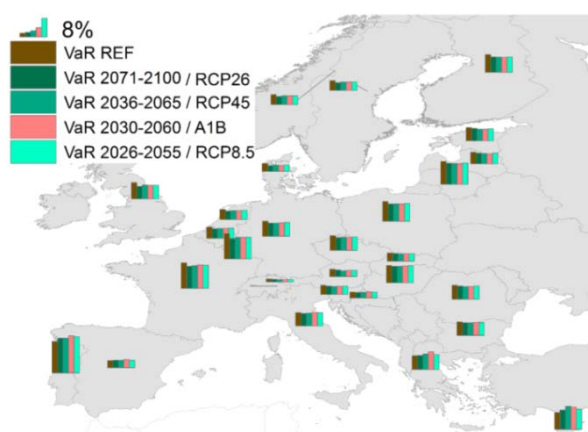 8%
VaR REF
VaR 2071-2100 / RCP26
VaR 2036-2065 / RCP45
VaR 2030-2060 / A1B
VaR 2026-2055 / RCP8.5